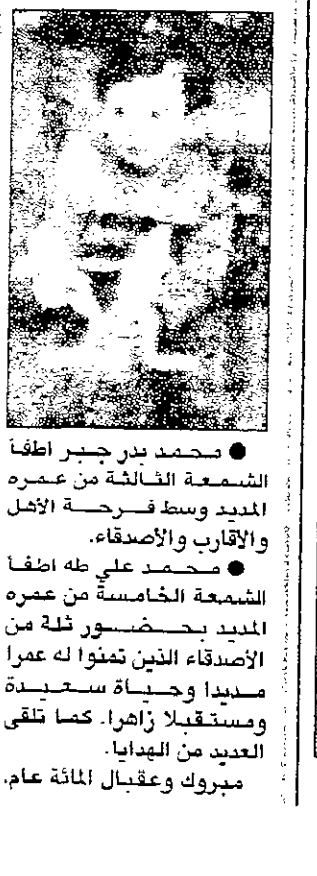 ● محمد بدر جبر اطفأ
الشمعة الثالثة من عمره
المديد وسط فرحة الأهل
والأقارب والأصدقاء.
● محمد علي طه اطفأ
الشمعة الخامسة من عمره
المديد بحضور ثلة من
الأصدقاء الذين تمنوا له عمرا
مديدا وحياة سعيدة
ومستقبلا زاهرا. كما تلقى
العديد من الهدايا.
مبروك وعقبال المائة عام.